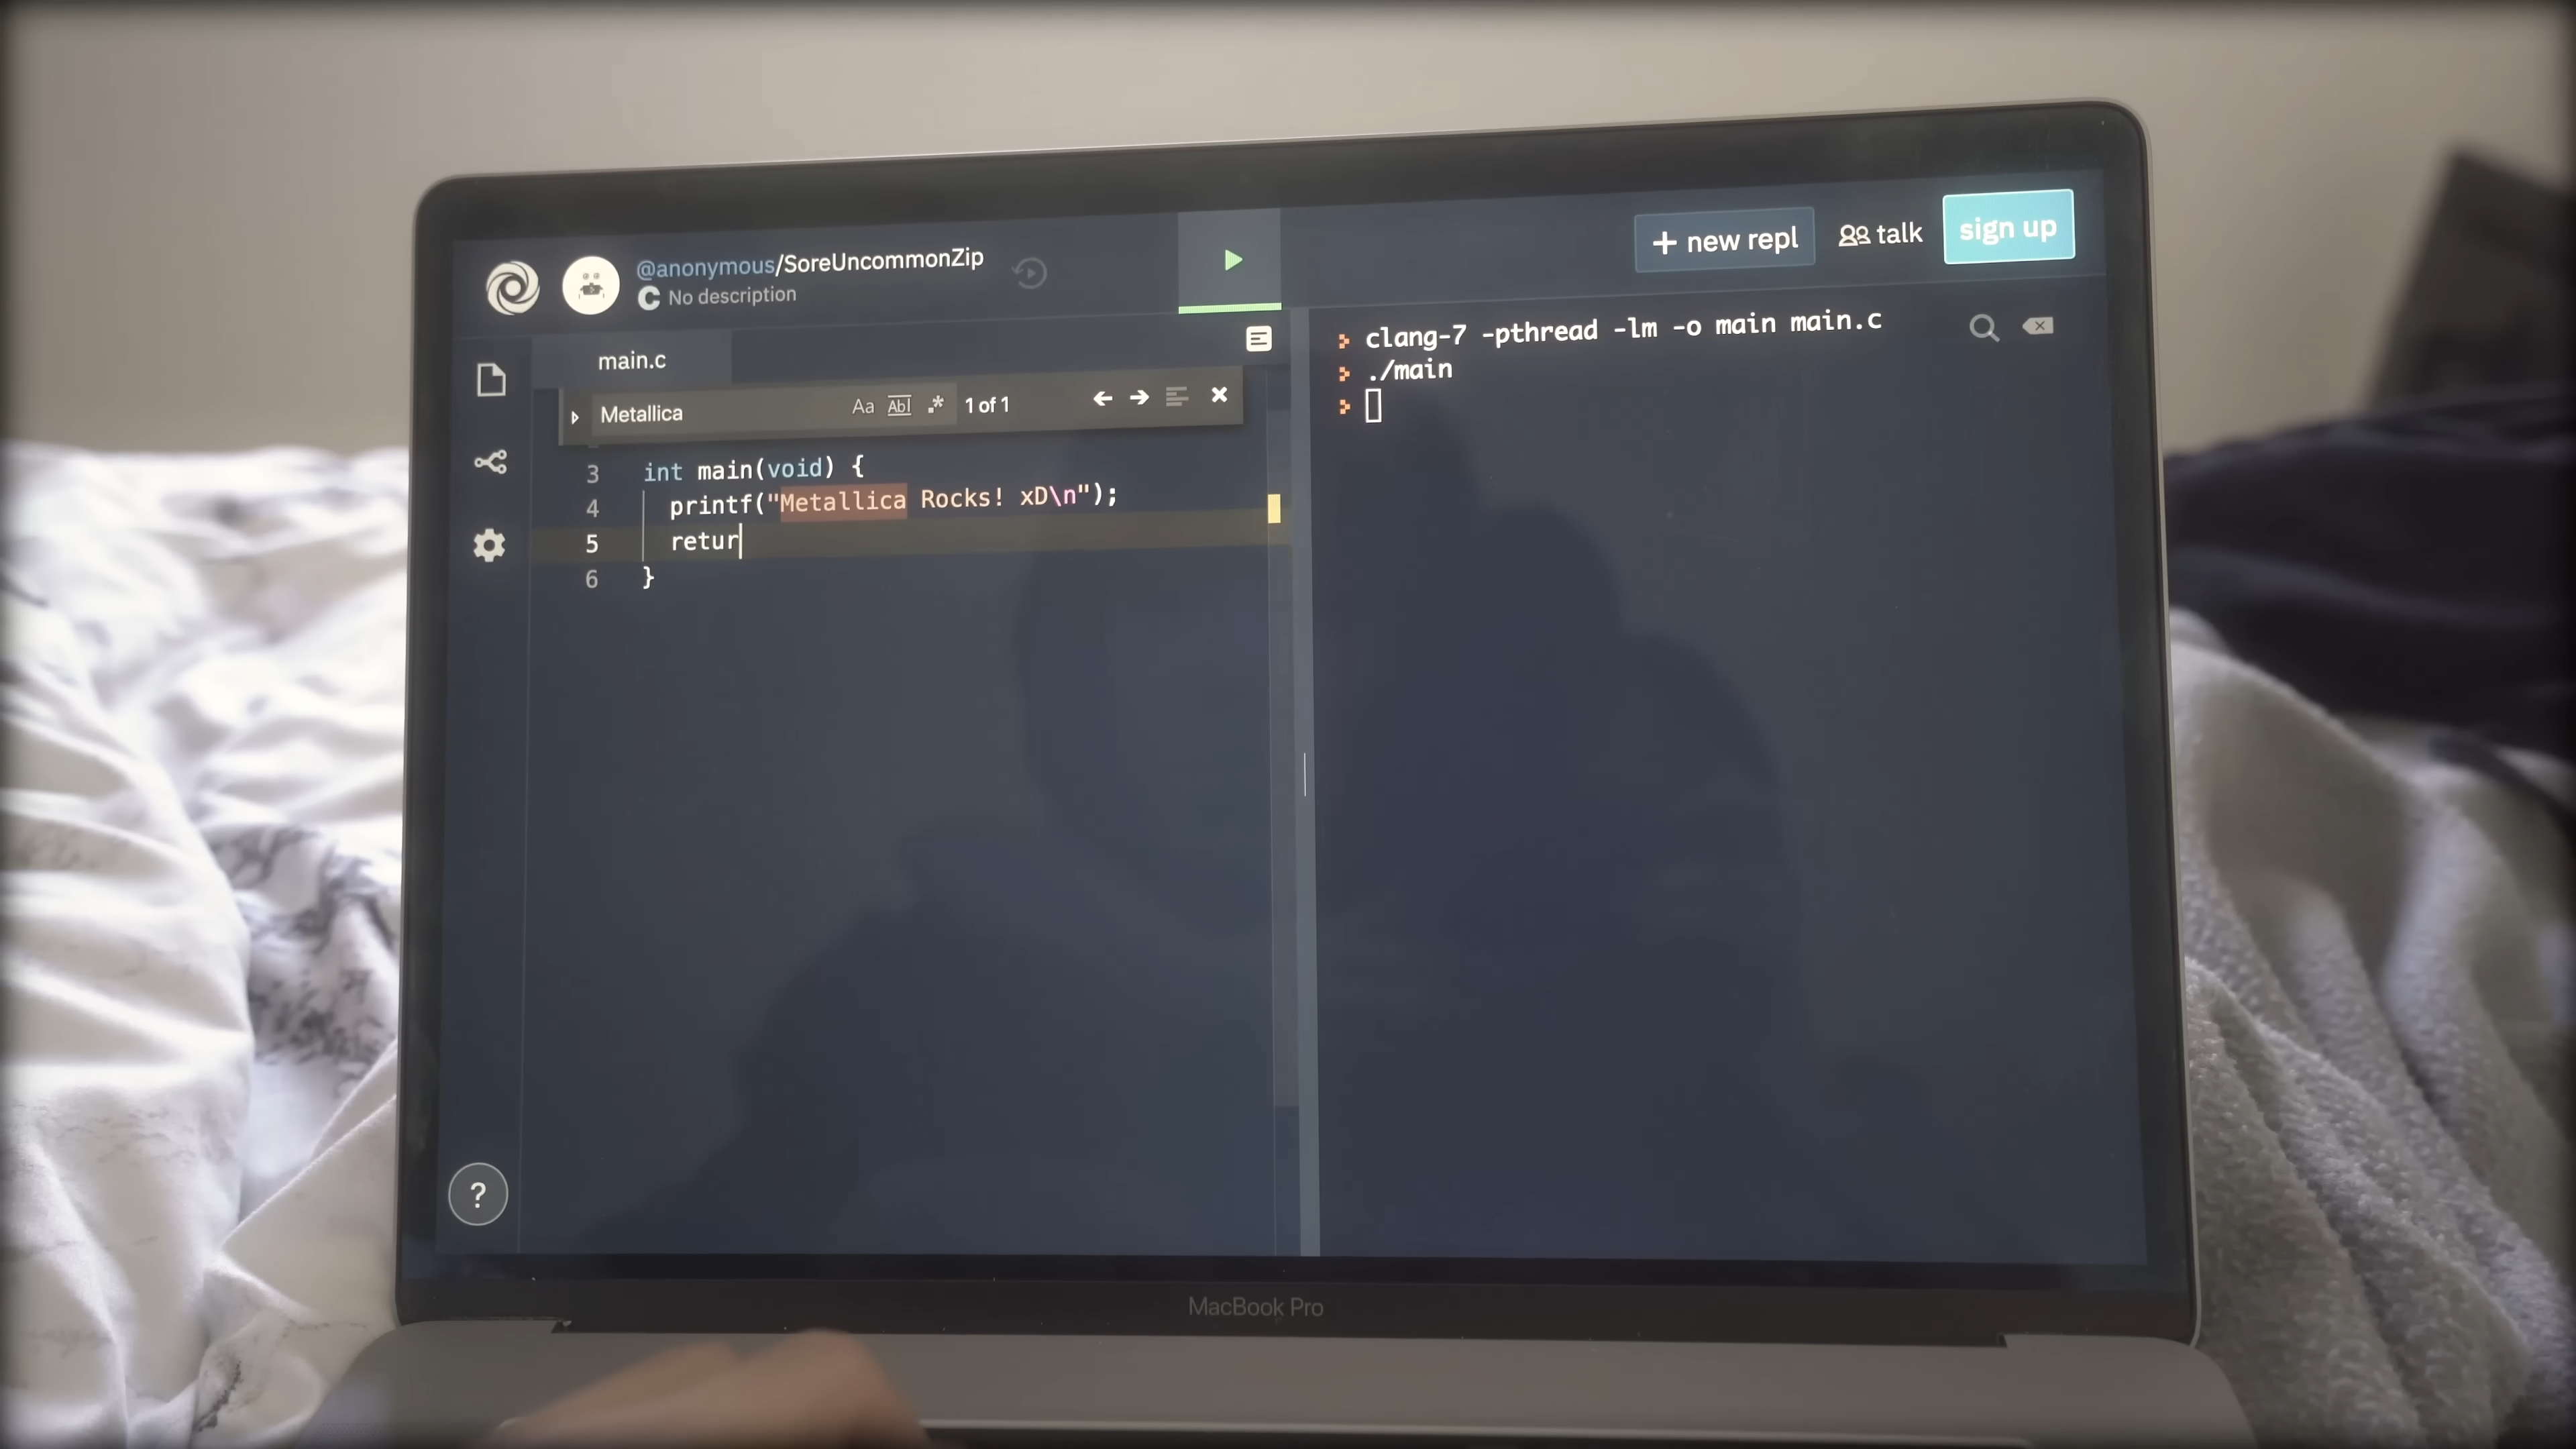 @anonymous/SoreUncommonZip
C No description
+ new repl
talk
sign up
main.c
Metallica
Aa
Abl
.*
1 of 1
3 int main(void) {
4 printf("Metallica Rocks! xD\n");
5 retur
6 }
clang-7 -pthread -lm -o main main.c
./main
?
MacBook Pro